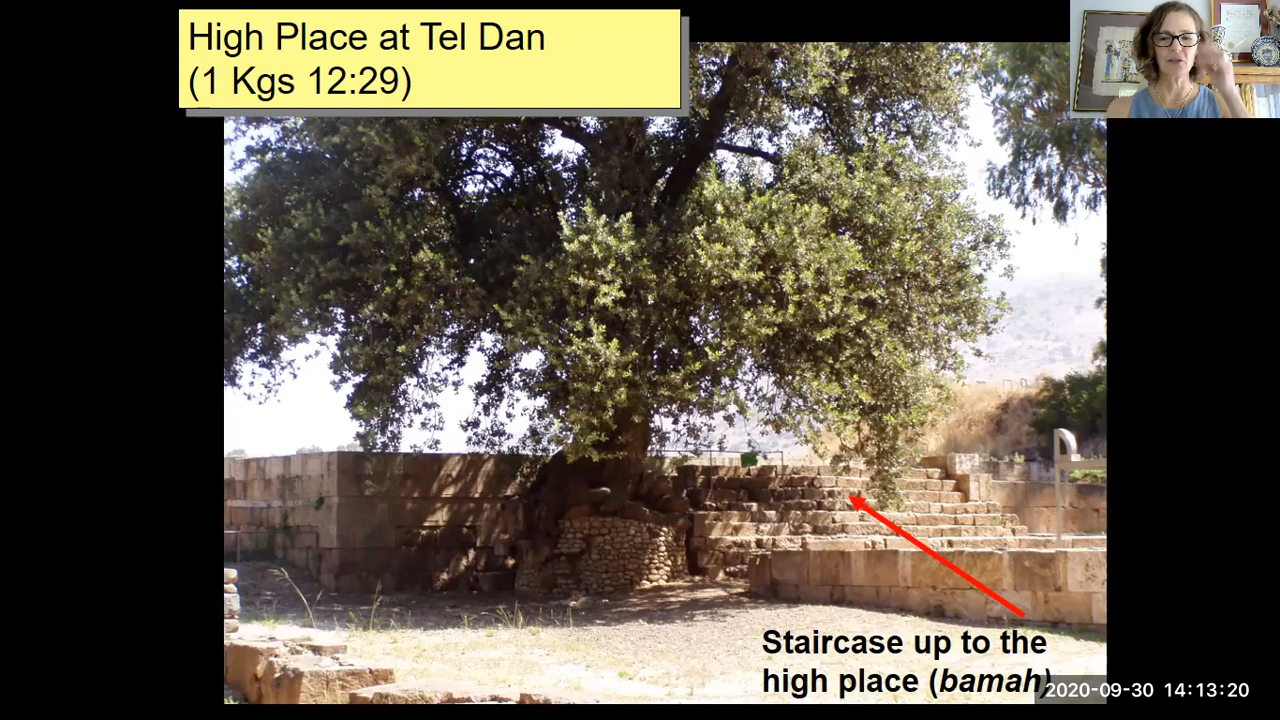 High Place at Tel Dan
(1 Kgs 12:29)
Staircase up to the
high place (bamah)
2020-09-30 14:13:20